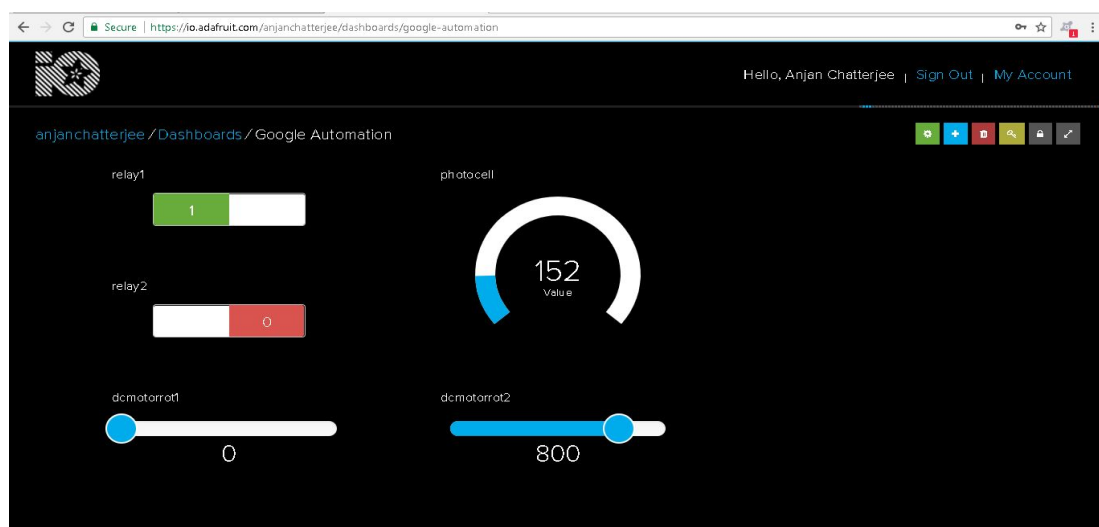 Secure | https://io.adafruit.com/anjanchatterjee/dashboards/google-automation
iO
Hello, Anjan Chatterjee | Sign Out | My Account
anjanchatterjee / Dashboards / Google Automation
relay1
1
photocell
152
Value
relay2
0
dcmotorrot1
0
dcmotorrot2
800